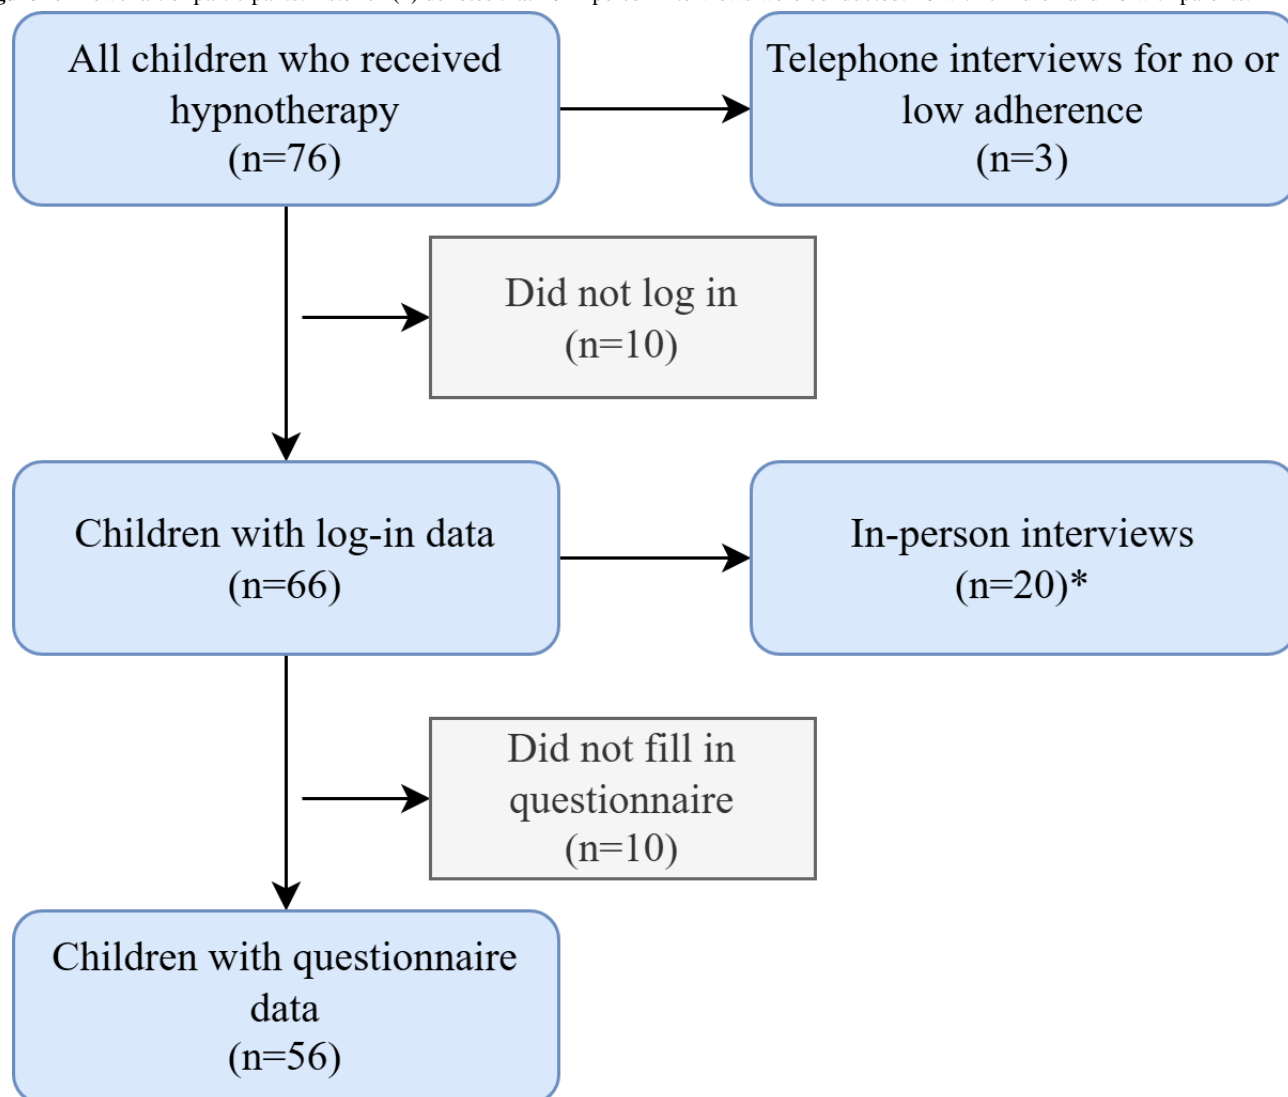 All children who received
hypnotherapy
(n=76)
Telephone interviews for no or
low adherence
(n=3)
Did not log in
(n=10)
Children with log-in data
(n=66)
In-person interviews
(n=20)*
Did not fill in
questionnaire
(n=10)
Children with questionnaire
data
(n=56)